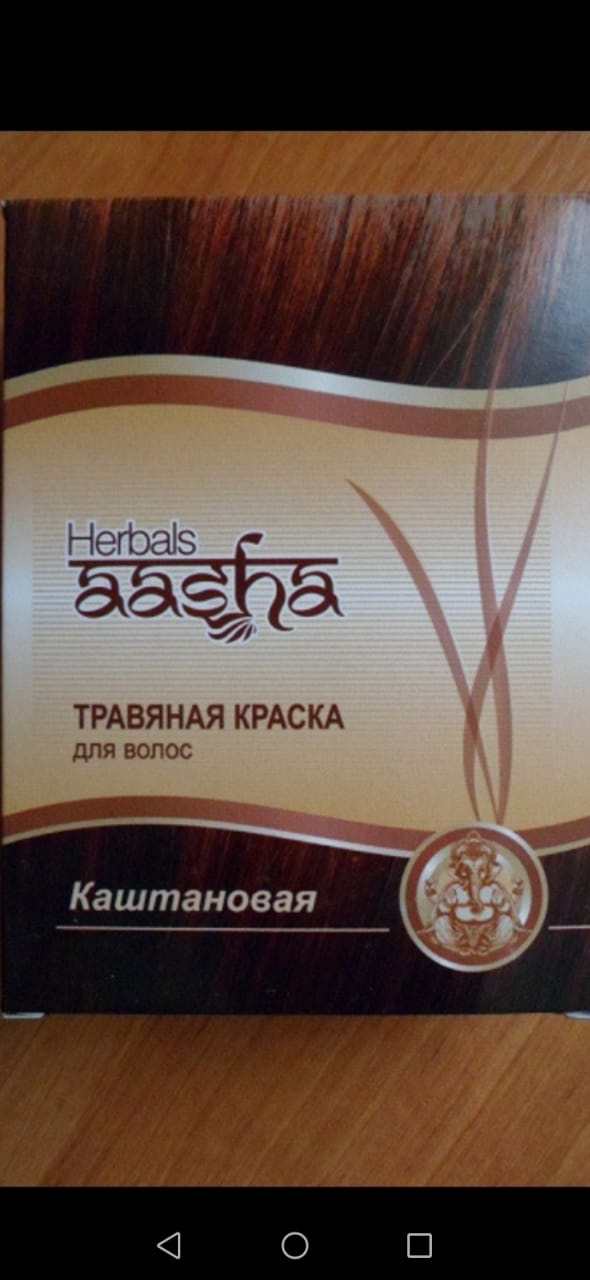 Herbals
aasha
ТРАВЯНАЯ КРАСКА
для волос
Каштановая